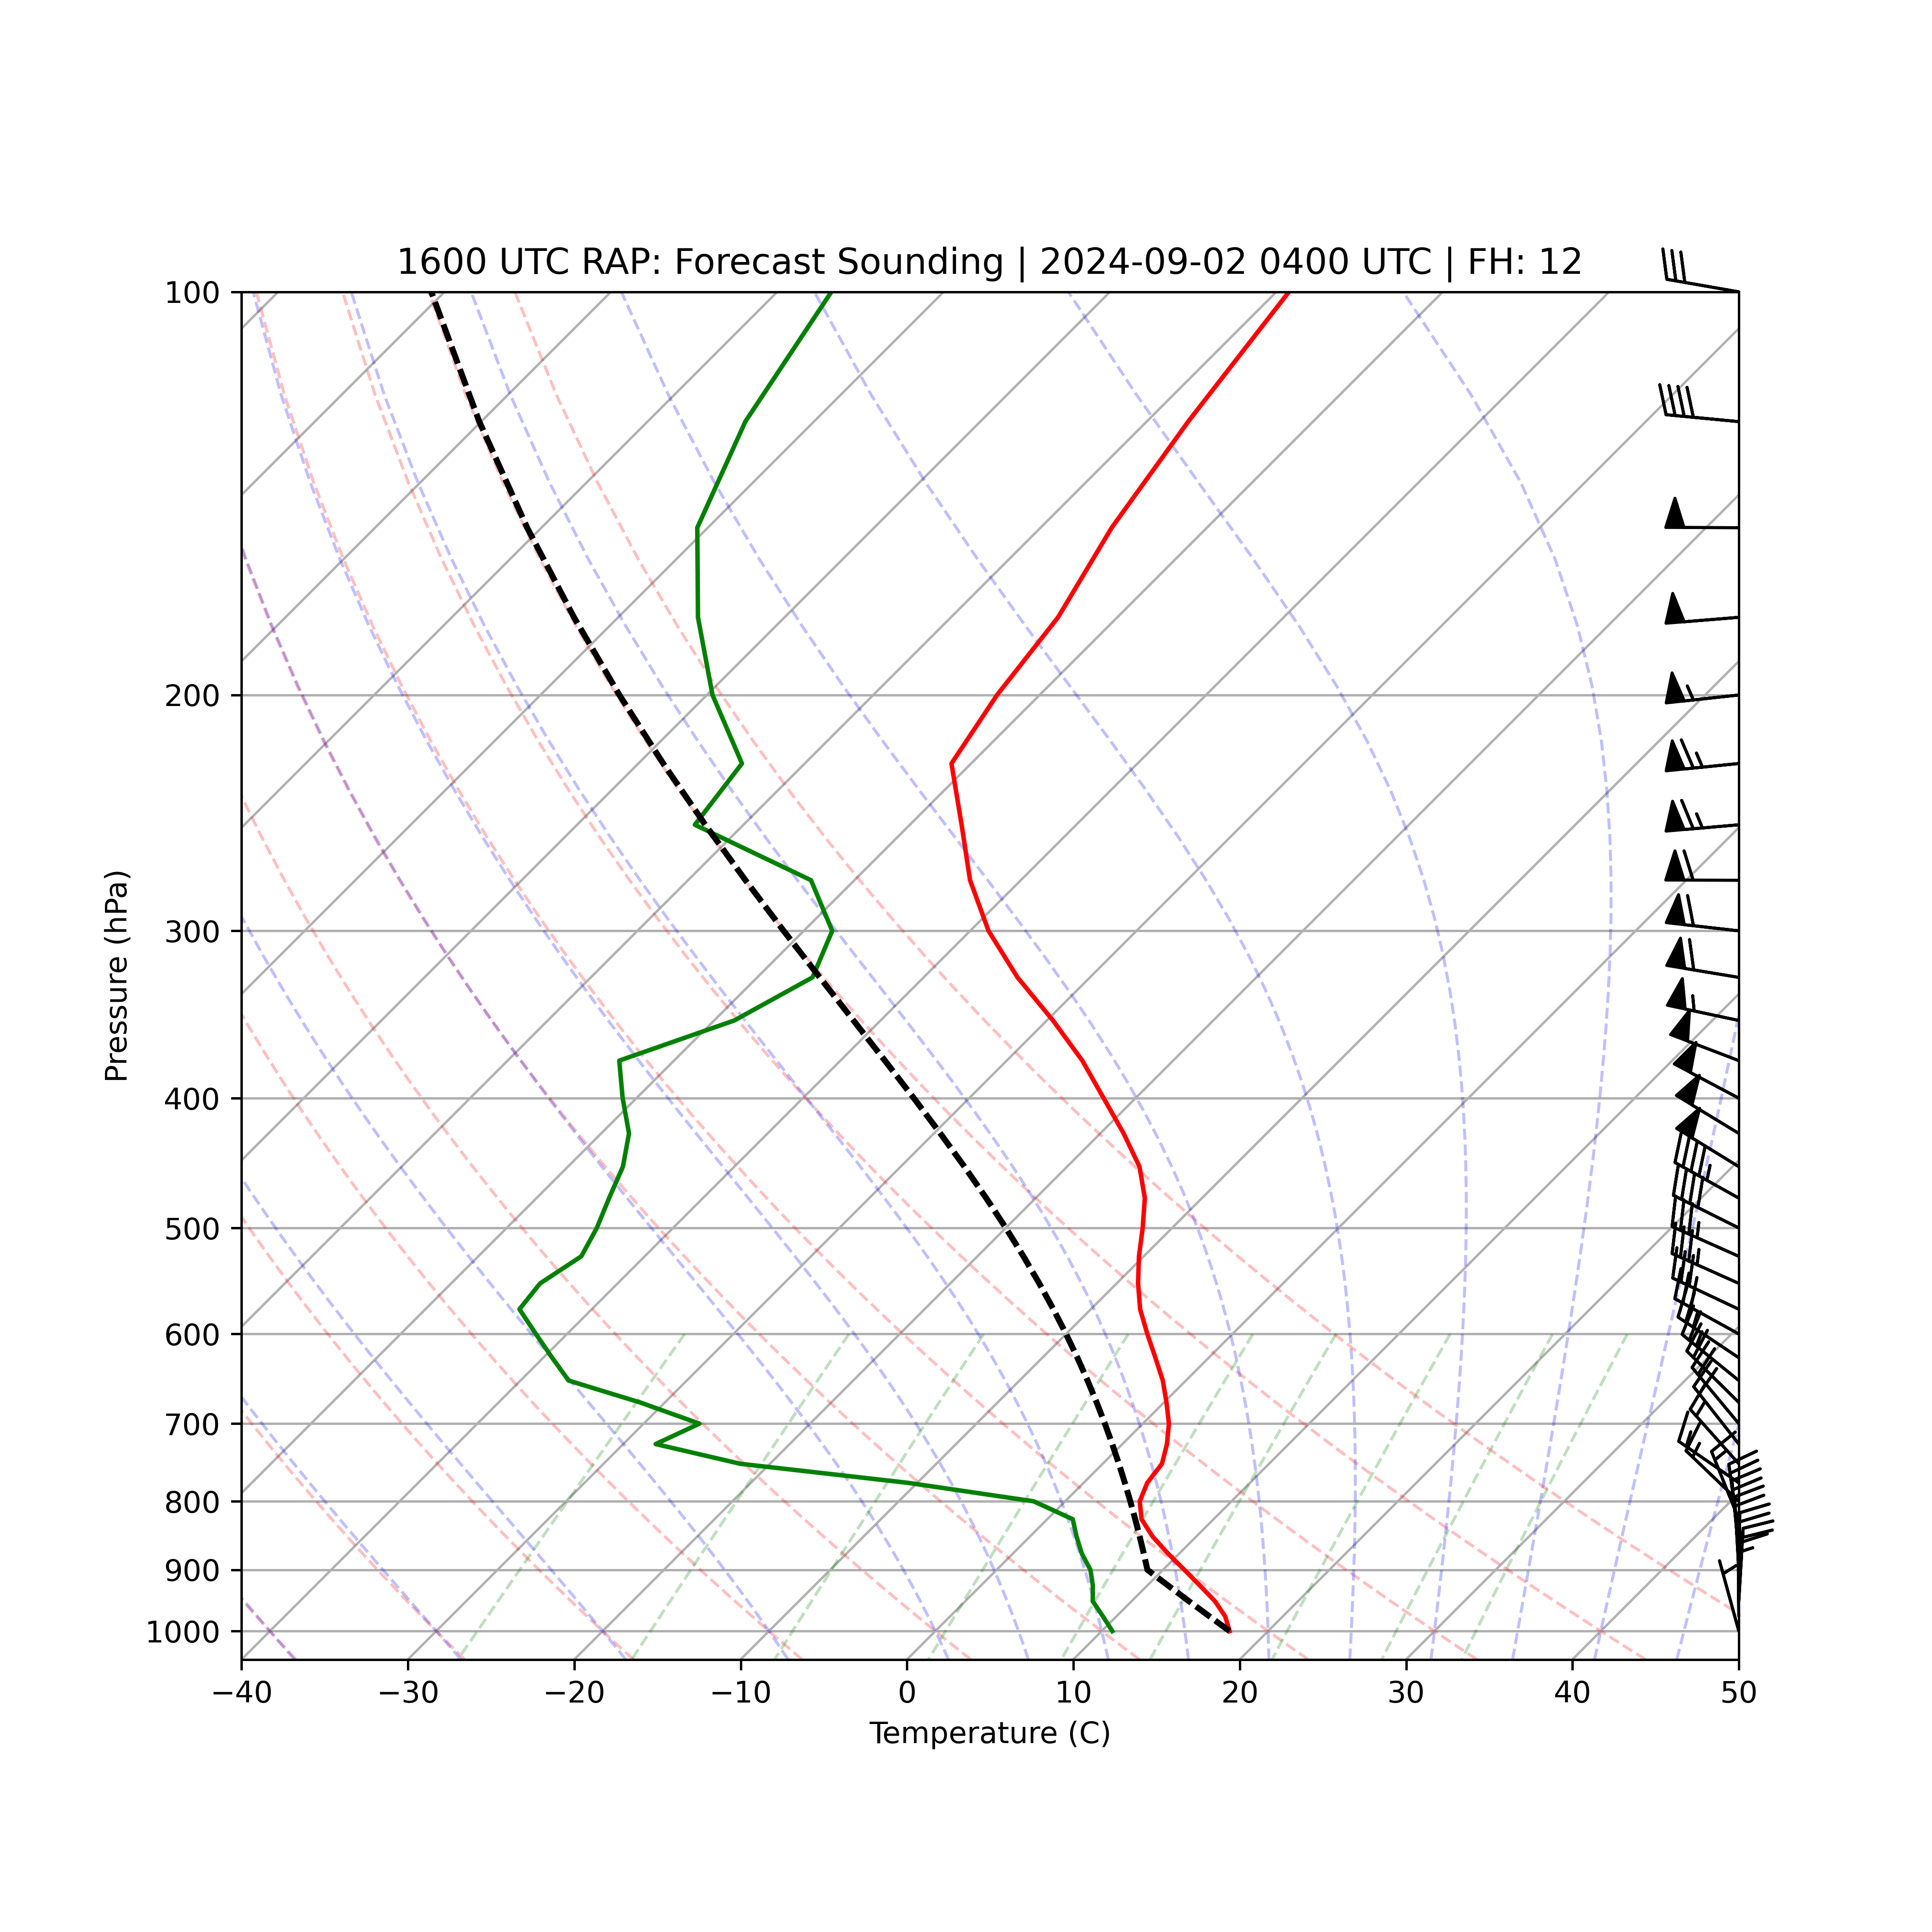 1600 UTC RAP: Forecast Sounding | 2024-09-02 0400 UTC | FH: 12
100
200
300
400
500
600
700
800
900
1000
Pressure (hPa)
−40 −30 −20 −10 0 10 20 30 40 50
Temperature (C)